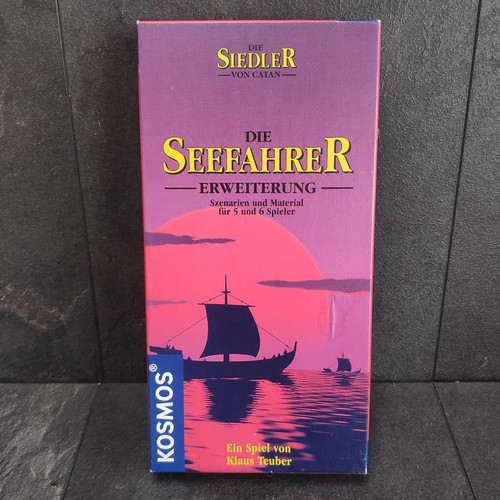 DIE
SIEDLER
VON CATAN
DIE
SEEFAHRER
ERWEITERUNG
Szenarien und Material
für 5 und 6 Spieler
KOSMOS®
Ein Spiel von
Klaus Teuber